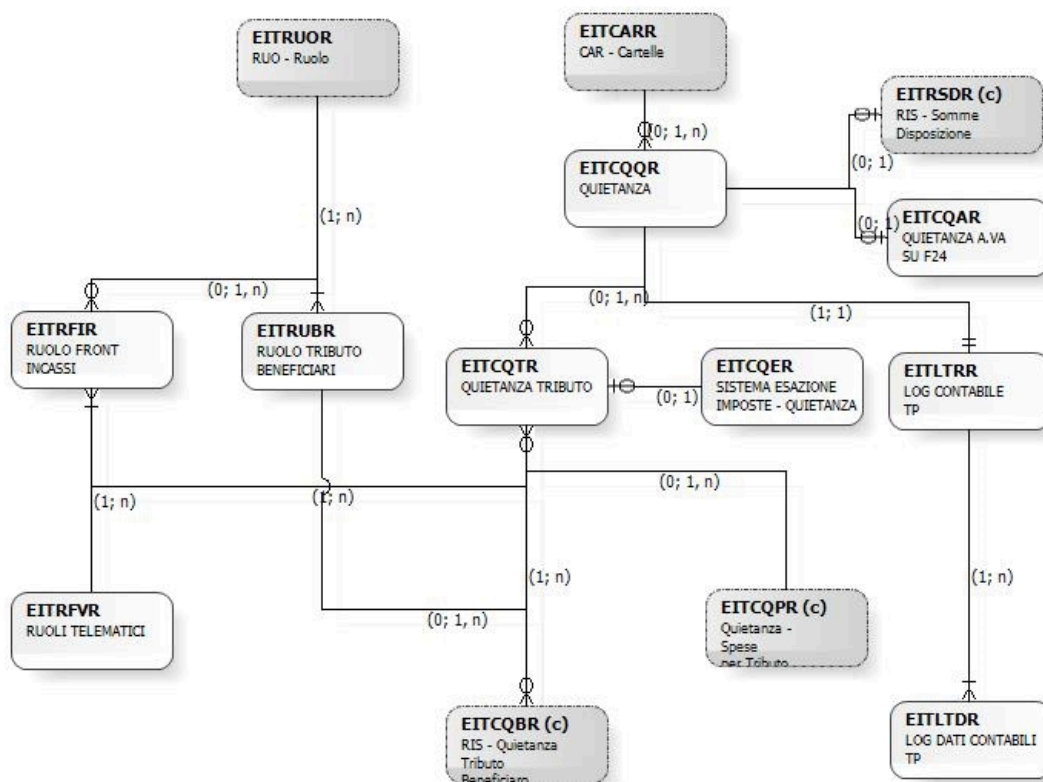 EITRUOR
RUO - Ruolo
EITCARR
CAR - Cartelle
EITRSDR (c)
RIS - Somme
Disposizione
(0; 1, n)
EITCQQR
QUIETANZA
(0; 1)
EITCQAR
QUIETANZA A.VA
SU F24
(0; 1)
(1; n)
(0; 1, n)
(0; 1, n)
(1; 1)
EITRFIR
RUOLO FRONT
INCASSI
EITRUBR
RUOLO TRIBUTO
BENEFICIARI
EITCQTR
QUIETANZA TRIBUTO
(0; 1)
EITCQER
SISTEMA ESAZIONE
IMPOSTE - QUIETANZA
EITLTRR
LOG CONTABILE
TP
(1; n)
(1; n)
(0; 1, n)
(1; n)
(1; n)
EITRFVR
RUOLI TELEMATICI
(0; 1, n)
EITCQPR (c)
Quietanza -
Spese
per Tributo
EITCQBR (c)
RIS - Quietanza
Tributo
Beneficiaro
EITLTDR
LOG DATI CONTABILI
TP